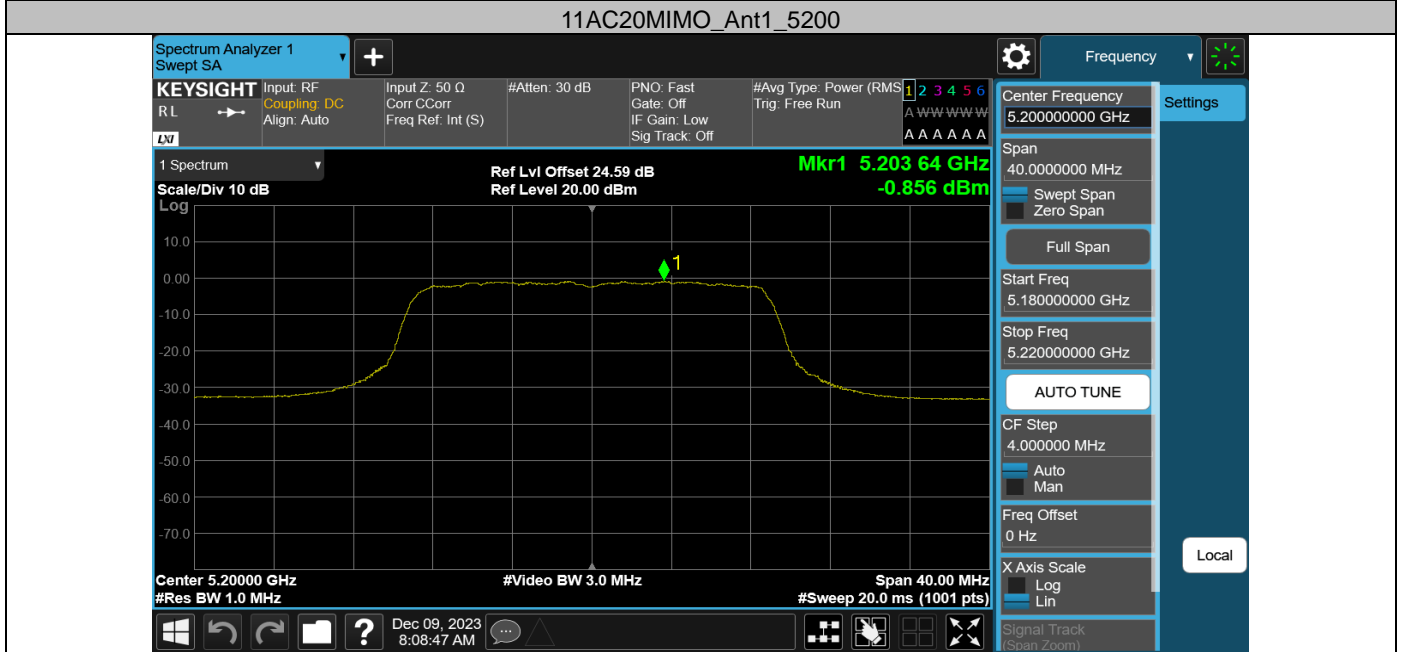 11AC20MIMO_Ant1_5200
Spectrum Analyzer 1
Swept SA
Frequency
KEYSIGHT
RL
LXI
Input: RF
Coupling: DC
Align: Auto
Input Z: 50 Ω
Corr CCorr
Freq Ref: Int (S)
#Atten: 30 dB
PNO: Fast
Gate: Off
IF Gain: Low
Sig Track: Off
#Avg Type: Power (RMS
Trig: Free Run
1 2 3 4 5 6
A W W W W W
A A A A A A
1 Spectrum
Scale/Div 10 dB
Log
Ref Lvl Offset 24.59 dB
Ref Level 20.00 dBm
Mkr1 5.203 64 GHz
-0.856 dBm
1
10.0
0.00
-10.0
-20.0
-30.0
-40.0
-50.0
-60.0
-70.0
Center 5.20000 GHz
#Video BW 3.0 MHz
Span 40.00 MHz
#Res BW 1.0 MHz
#Sweep 20.0 ms (1001 pts)
Dec 09, 2023
8:08:47 AM
Center Frequency
5.200000000 GHz
Settings
Span
40.0000000 MHz
Swept Span
Zero Span
Full Span
Start Freq
5.180000000 GHz
Stop Freq
5.220000000 GHz
AUTO TUNE
CF Step
4.000000 MHz
Auto
Man
Freq Offset
0 Hz
X Axis Scale
Log
Lin
Local
Signal Track
(Span Zoom)